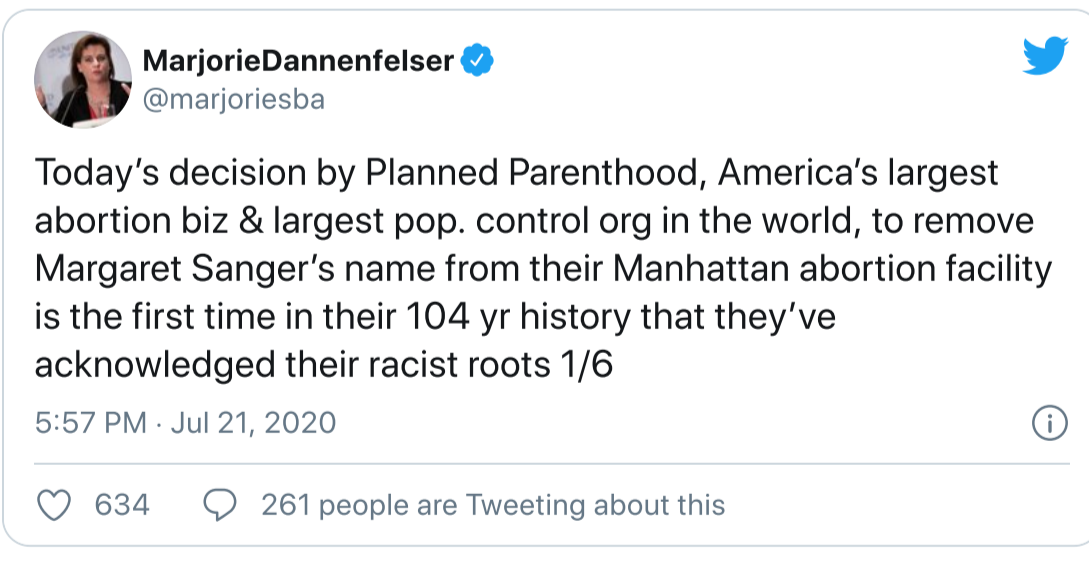 MarjorieDannenfelser
@marjoriesba
Today’s decision by Planned Parenthood, America’s largest
abortion biz & largest pop. control org in the world, to remove
Margaret Sanger’s name from their Manhattan abortion facility
is the first time in their 104 yr history that they’ve
acknowledged their racist roots 1/6
5:57 PM · Jul 21, 2020
634 261 people are Tweeting about this